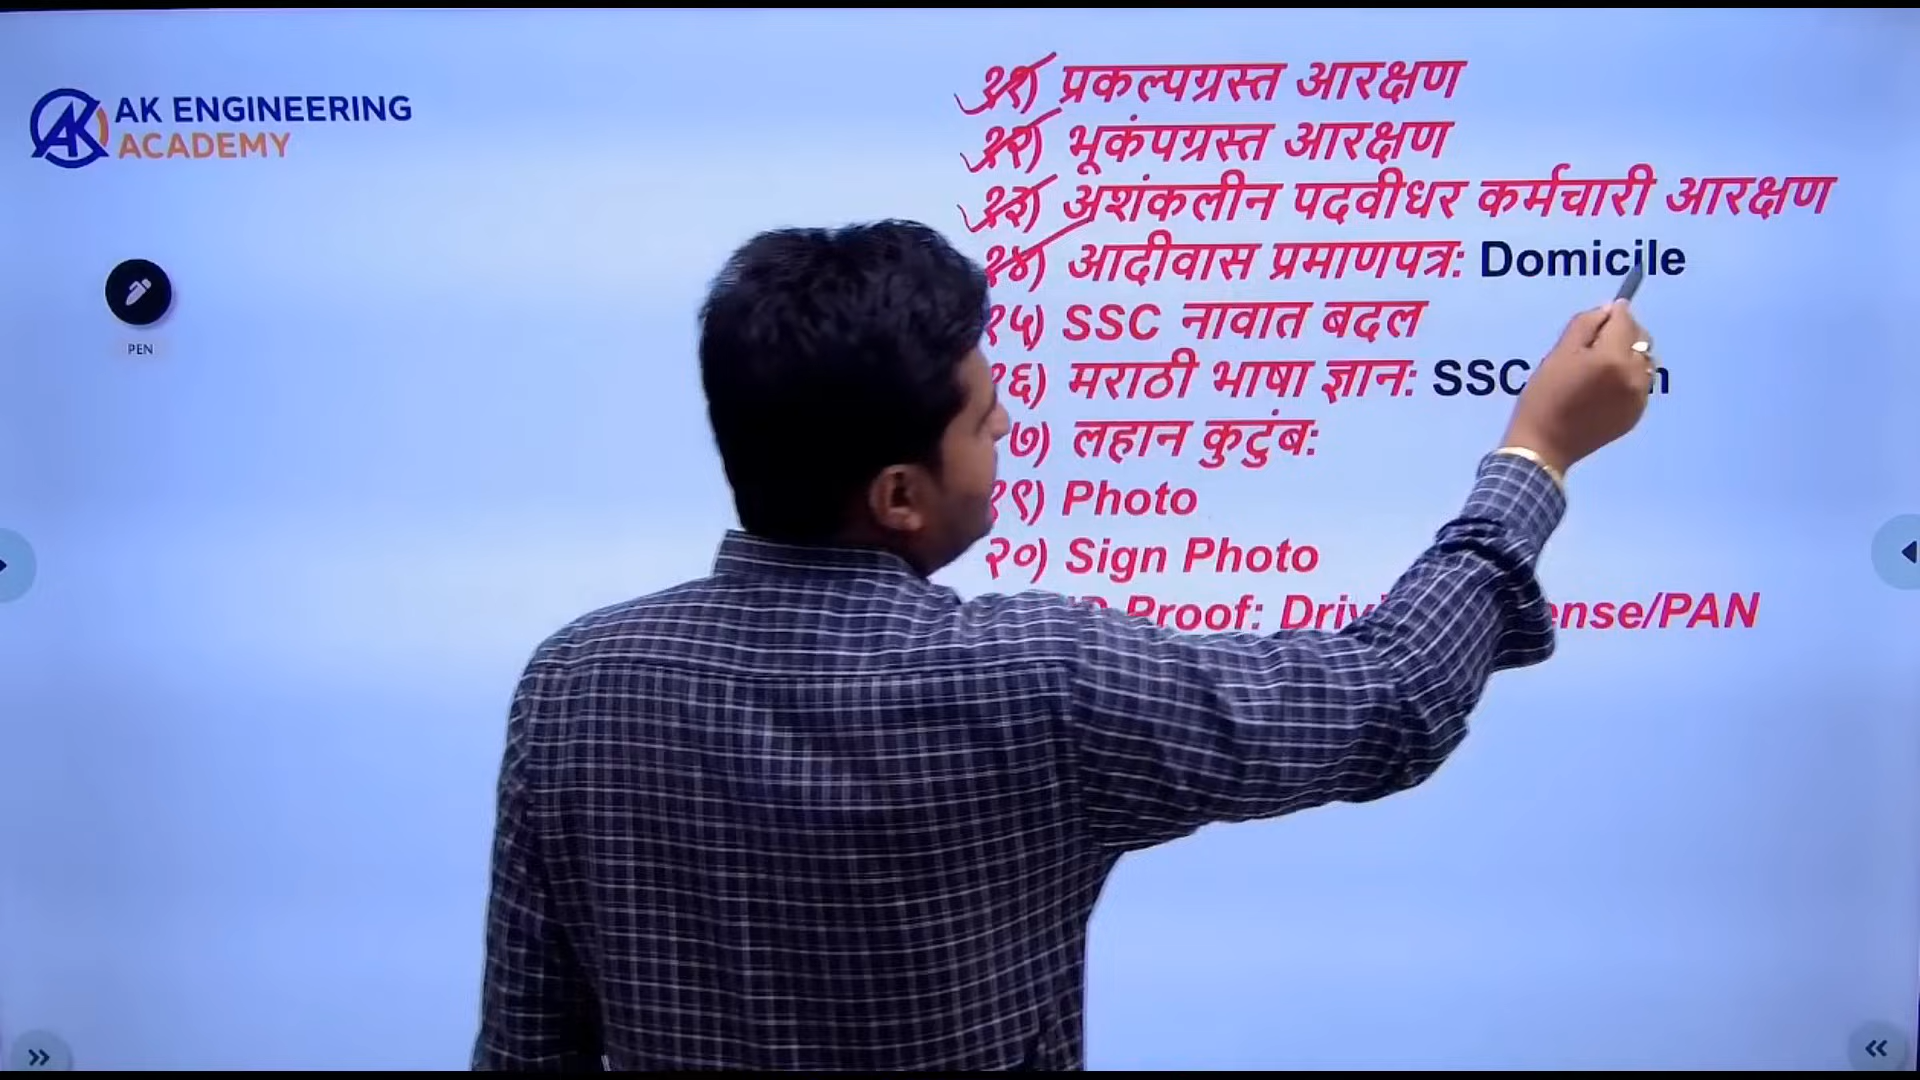 AK ENGINEERING
ACADEMY
PEN
११) प्रकल्पग्रस्त आरक्षण
१२) भूकंपग्रस्त आरक्षण
१३) अशंकलीन पदवीधर कर्मचारी आरक्षण
१४) आदीवास प्रमाणपत्र: Domicile
१५) SSC नावात बदल
१६) मराठी भाषा ज्ञान: SSC
७) लहान कुटुंब:
१९) Photo
२०) Sign Photo
Proof: /PAN